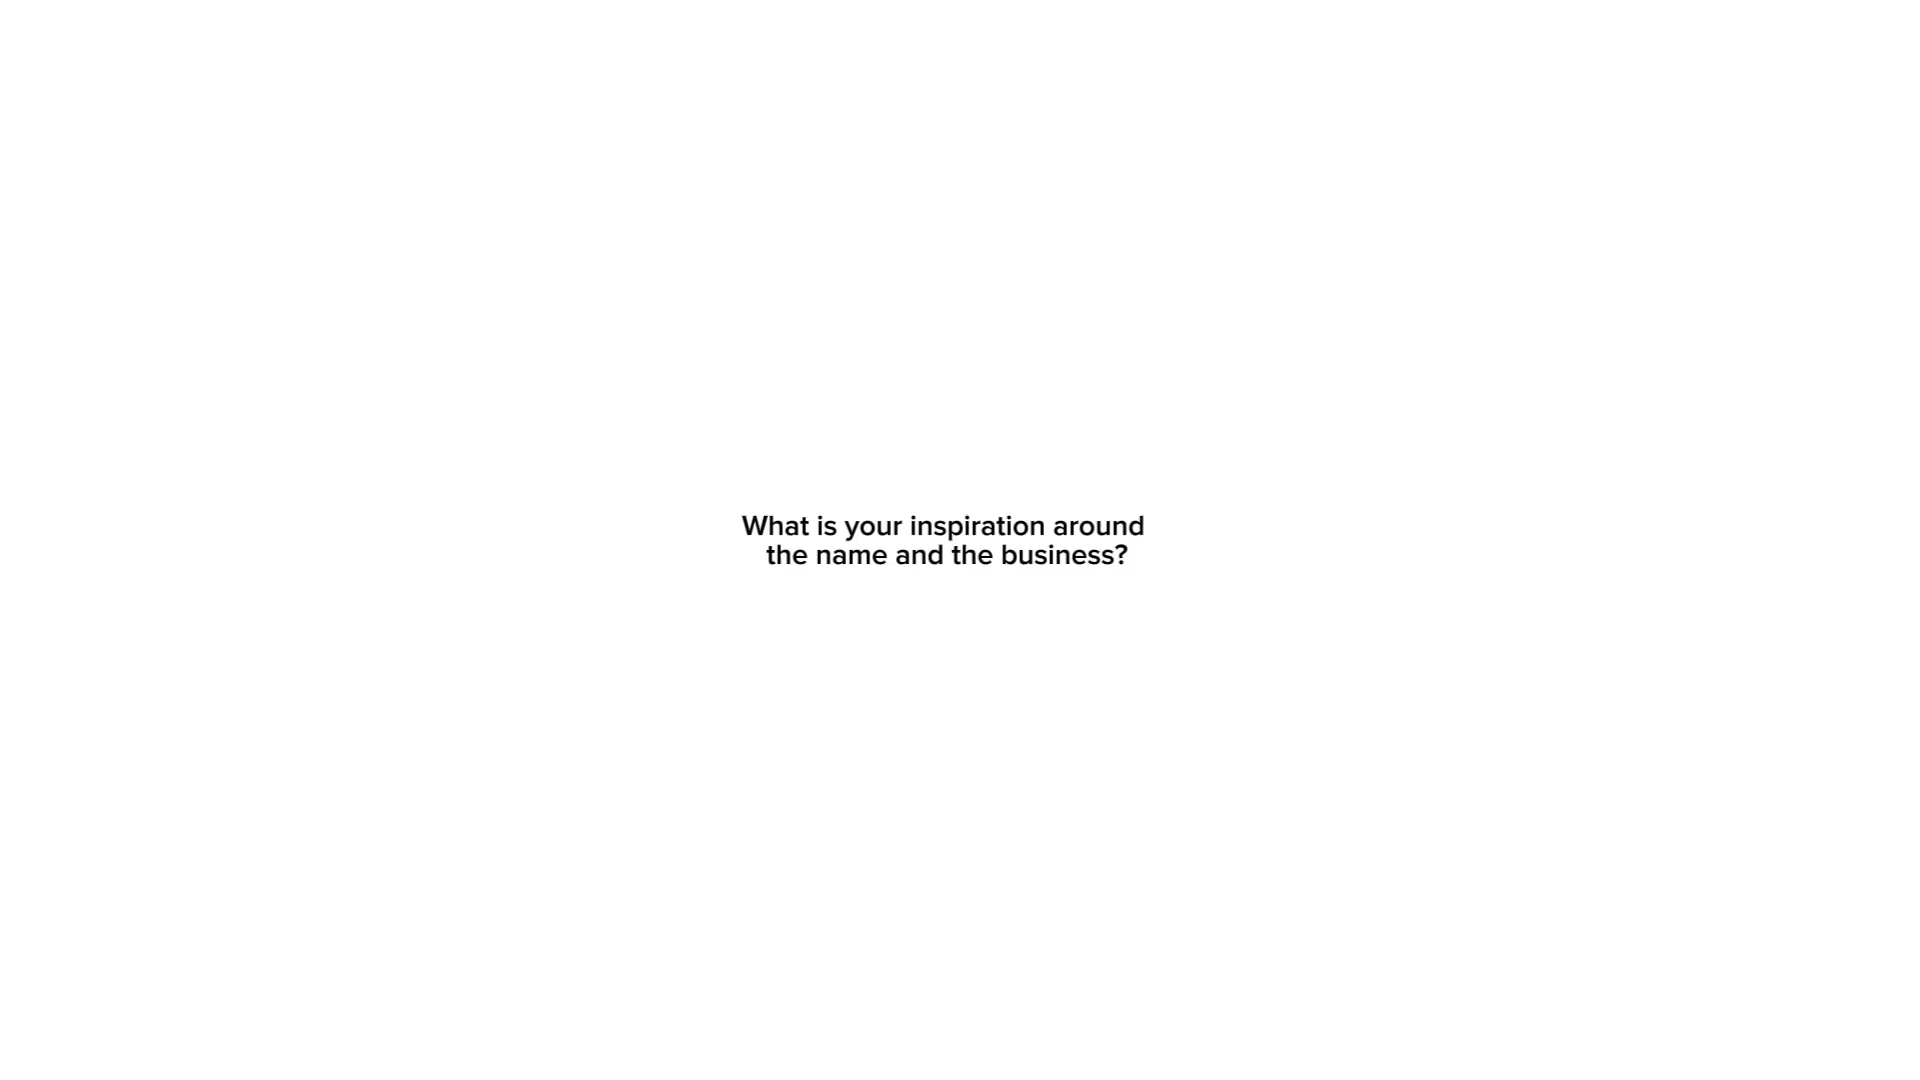 What is your inspiration around
the name and the business?